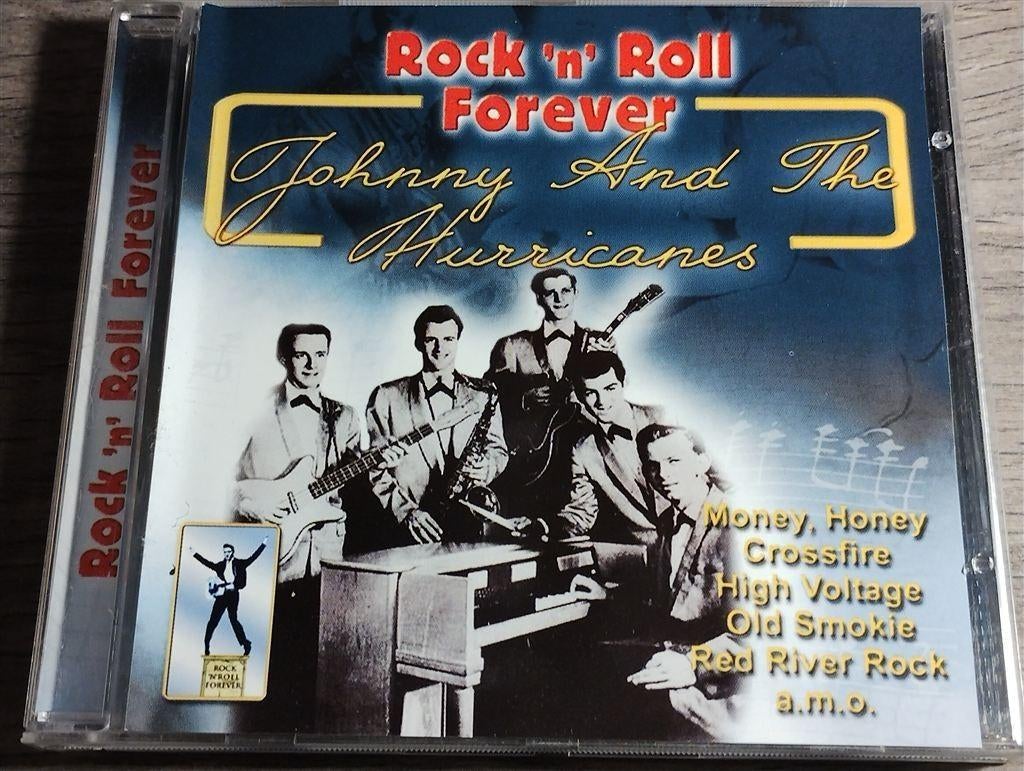 Rock 'n' Roll
Forever
Johnny And The
Hurricanes
Rock 'n' Roll Forever
Money, Honey
Crossfire
High Voltage
Old Smokie
Red River Rock
a.m.o.
ROCK
'N'ROLL
FOREVER